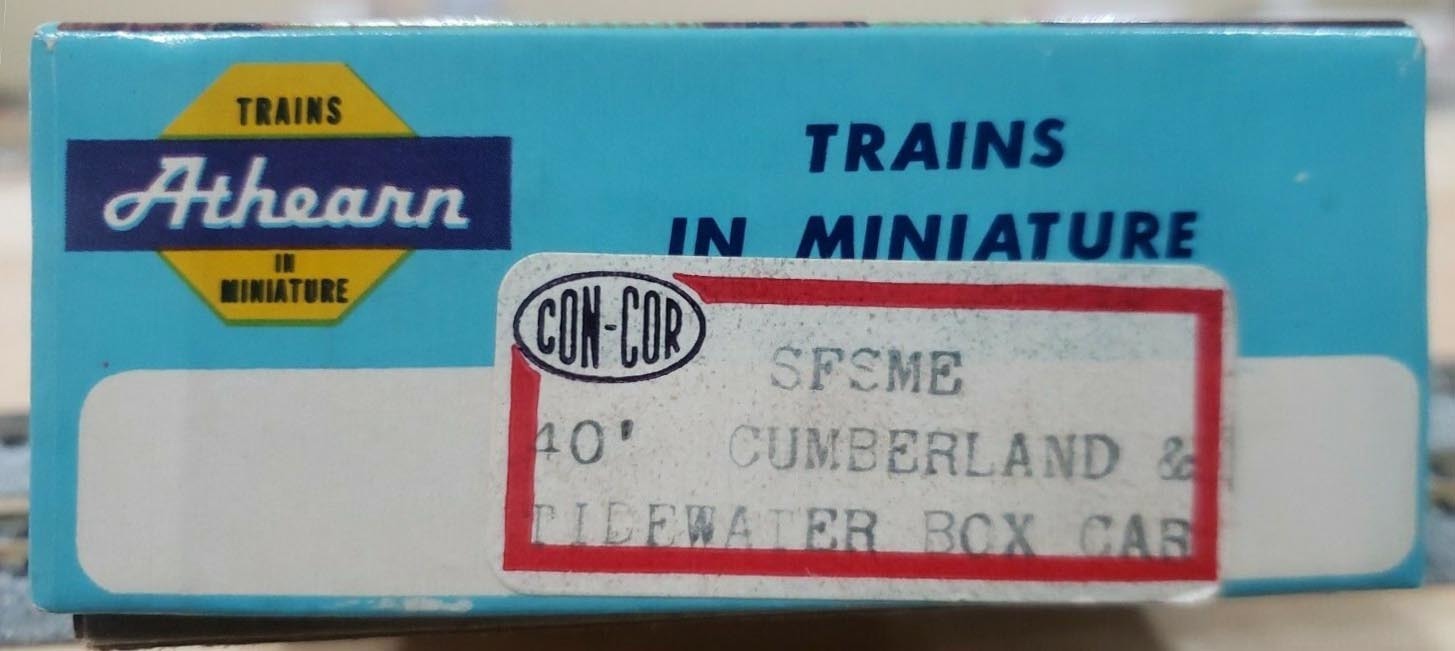 TRAINS
Athearn
IN
MINIATURE
TRAINS
IN MINIATURE
CON-COR
SFSME
40' CUMBERLAND &
TIDEWATER BOX CAR